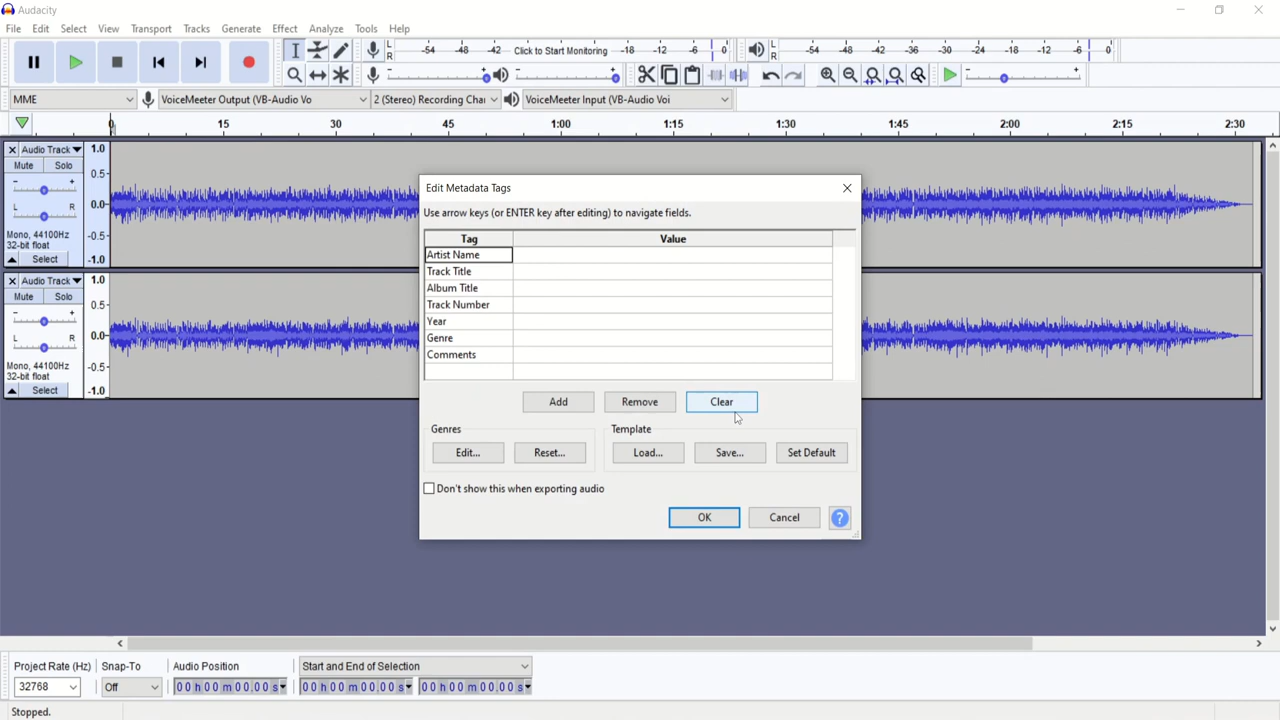 Audacity
File Edit Select View Transport Tracks Generate Effect Analyze Tools Help
L R -54 -48 -42 Click to Start Monitoring -18 -12 -6 0 L R -54 -48 -42 -36 -30 -24 -18 -12 -6 0
- + - + - +
MME VoiceMeeter Output (VB-Audio Vo 2 (Stereo) Recording Chai VoiceMeeter Input (VB-Audio Voi
0 15 30 45 1:00 1:15 1:30 1:45 2:00 2:15 2:30
Audio Track 1.0
Mute Solo
0.5
- +
L R 0.0
Mono, 44100Hz -0.5
32-bit float
Select -1.0
Audio Track 1.0
Mute Solo
0.5
- +
L R 0.0
Mono, 44100Hz -0.5
32-bit float
Select -1.0
Edit Metadata Tags
Use arrow keys (or ENTER key after editing) to navigate fields.
Tag Value
Artist Name
Track Title
Album Title
Track Number
Year
Genre
Comments
Add Remove Clear
Genres Template
Edit... Reset... Load... Save... Set Default
Don't show this when exporting audio
OK Cancel ?
Project Rate (Hz) Snap-To Audio Position Start and End of Selection
32768 Off 00h00m00.00s 00h00m00.00s 00h00m00.00s
Stopped.